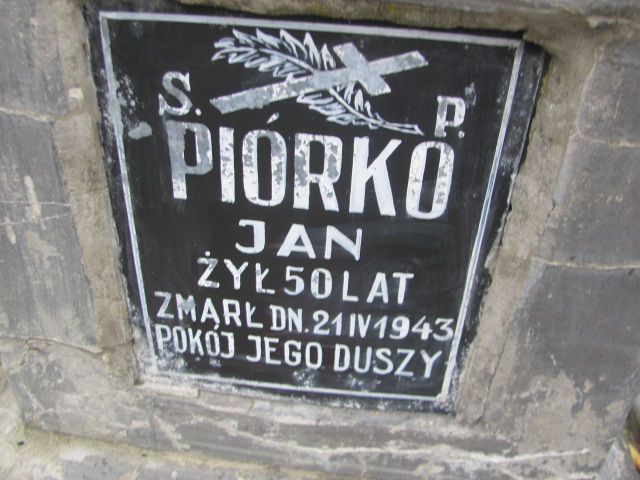 Ś. P.
PIÓRKO
JAN
ŻYŁ 50 LAT
ZMARŁ DN. 21 IV 1943
POKÓJ JEGO DUSZY